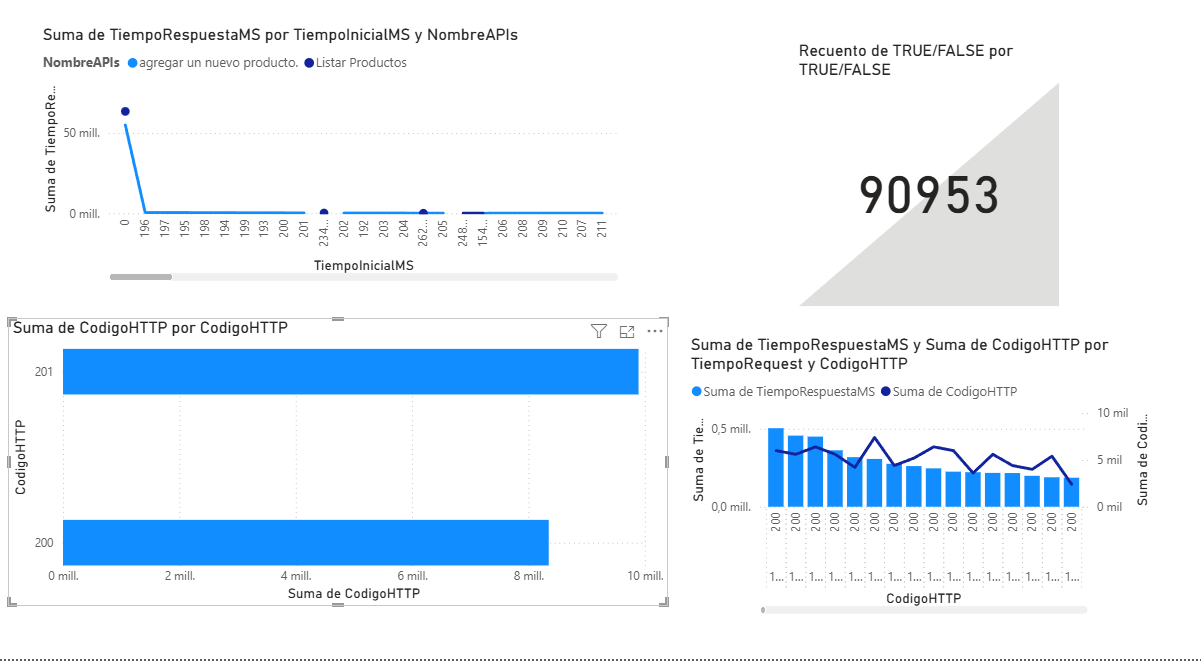 Suma de TiempoRespuestaMS por TiempoInicialMS y NombreAPIs
NombreAPIs agregar un nuevo producto. Listar Productos
Suma de TiempoRe...
50 mill.
0 mill.
0 196 197 195 198 194 199 193 200 201 234... 202 192 203 204 262... 205 248... 154... 206 208 209 210 207 211
TiempoInicialMS
Recuento de TRUE/FALSE por
TRUE/FALSE
90953
Suma de CodigoHTTP por CodigoHTTP
CodigoHTTP
201
200
0 mill. 2 mill. 4 mill. 6 mill. 8 mill. 10 mill.
Suma de CodigoHTTP
Suma de TiempoRespuestaMS y Suma de CodigoHTTP por
TiempoRequest y CodigoHTTP
Suma de TiempoRespuestaMS Suma de CodigoHTTP
Suma de Tie...
0,5 mill.
0,0 mill.
10 mil
5 mil
0 mil
Suma de Codi...
200 200 200 200 200 200 200 200 200 200 200 200 200 200 200 200
1... 1... 1... 1... 1... 1... 1... 1... 1... 1... 1... 1... 1... 1... 1... 1...
CodigoHTTP